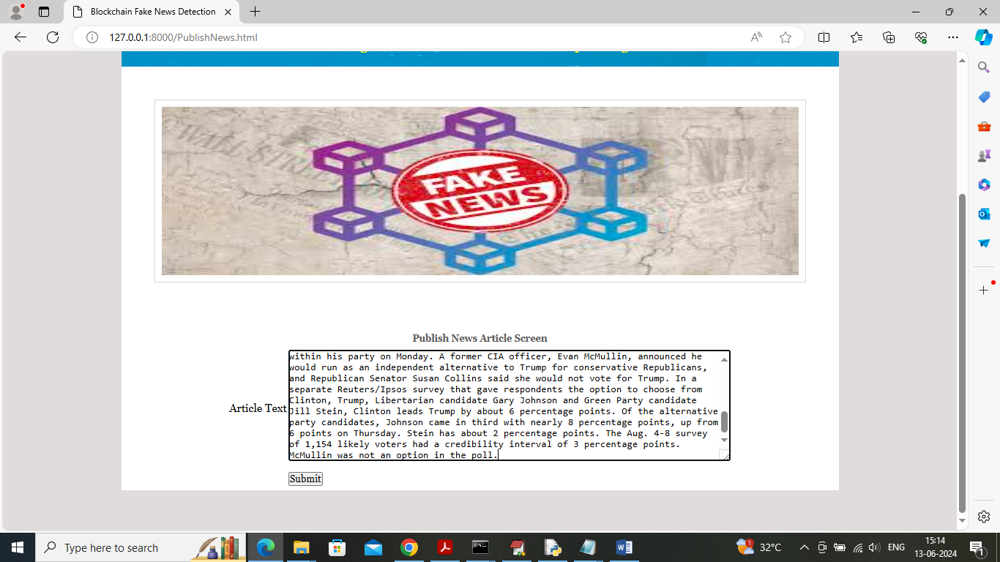 Blockchain Fake News Detection
127.0.0.1:8000/PublishNews.html
FAKE
NEWS
Publish News Article Screen
within his party on Monday. A former CIA officer, Evan McMullin, announced he
would run as an independent alternative to Trump for conservative Republicans,
and Republican Senator Susan Collins said she would not vote for Trump. In a
separate Reuters/Ipsos survey that gave respondents the option to choose from
Clinton, Trump, Libertarian candidate Gary Johnson and Green Party candidate
Jill Stein, Clinton leads Trump by about 6 percentage points. Of the alternative
party candidates, Johnson came in third with nearly 8 percentage points, up from
6 points on Thursday. Stein has about 2 percentage points. The Aug. 4-8 survey
of 1,154 likely voters had a credibility interval of 3 percentage points.
McMullin was not an option in the poll.
Article Text
Submit
Type here to search
1
32°C
ENG
15:14
13-06-2024
1